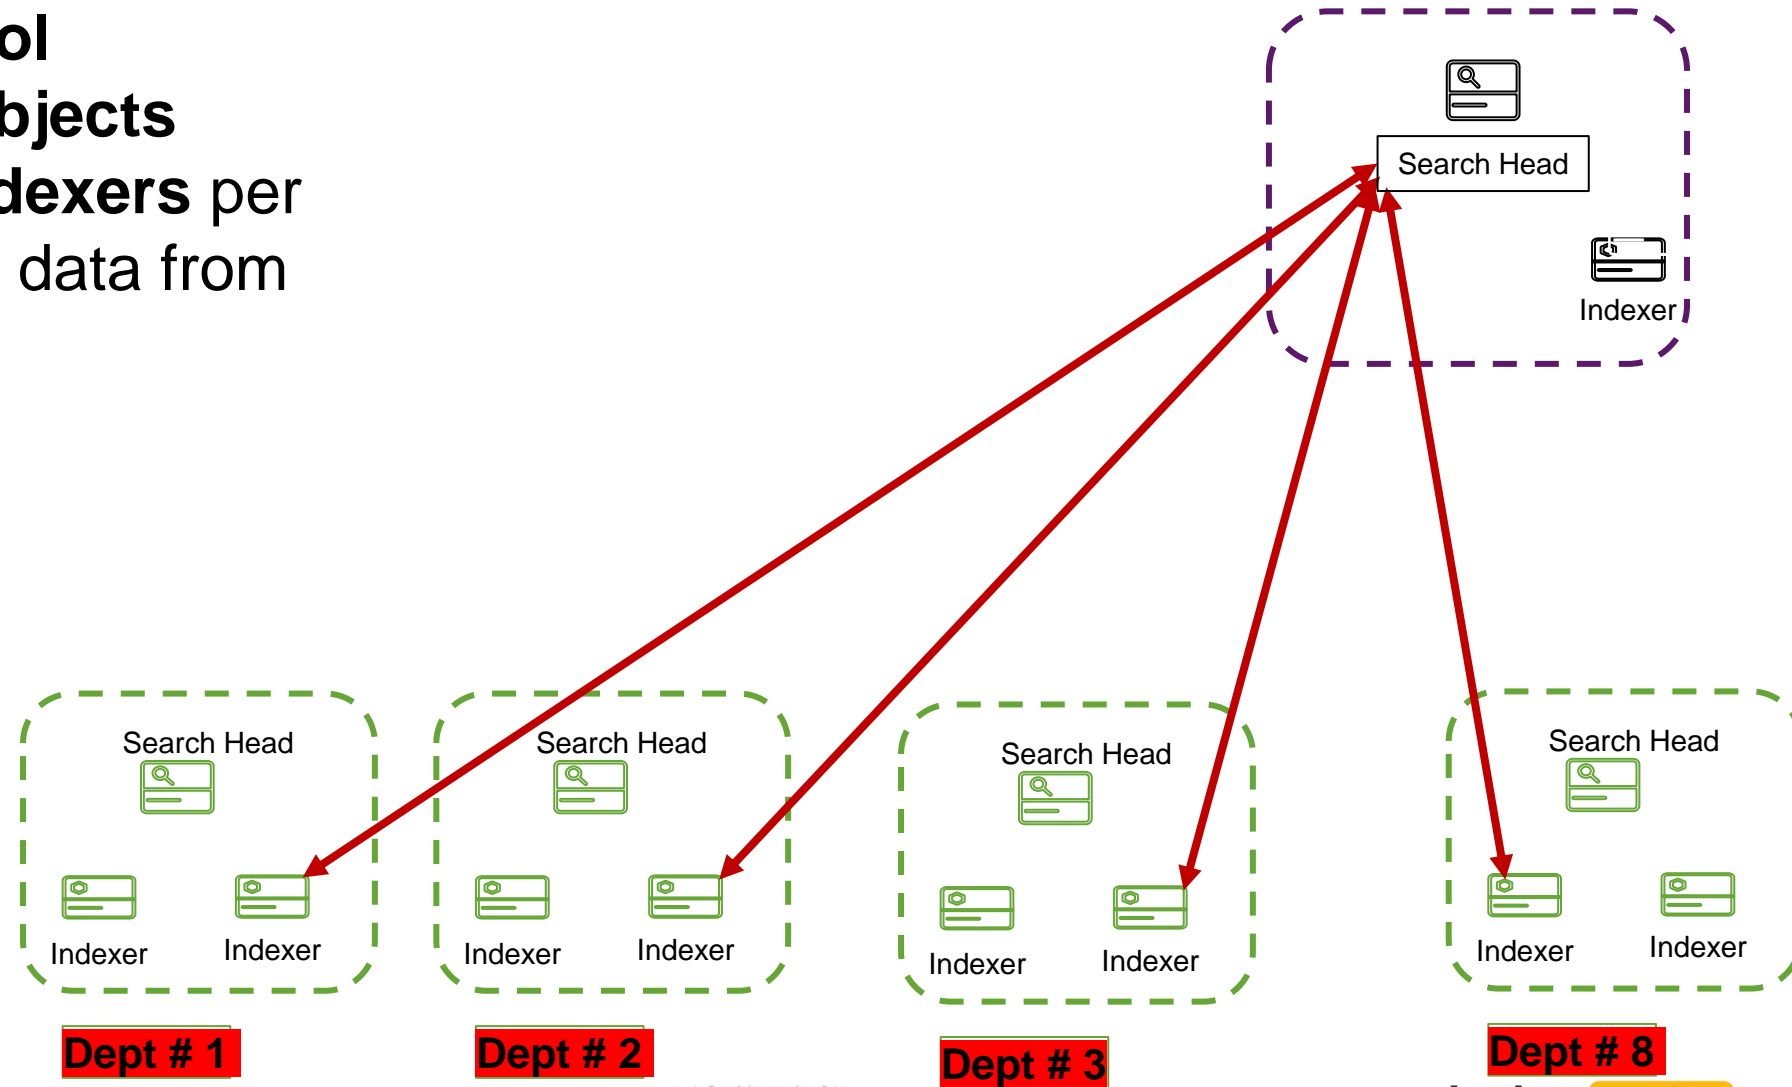 ol
bjects
dexers per
data from
Search Head
Indexer
Search Head
Search Head
Search Head
Search Head
Indexer
Indexer
Indexer
Indexer
Indexer
Indexer
Indexer
Indexer
Dept # 1
Dept # 2
Dept # 3
Dept # 8